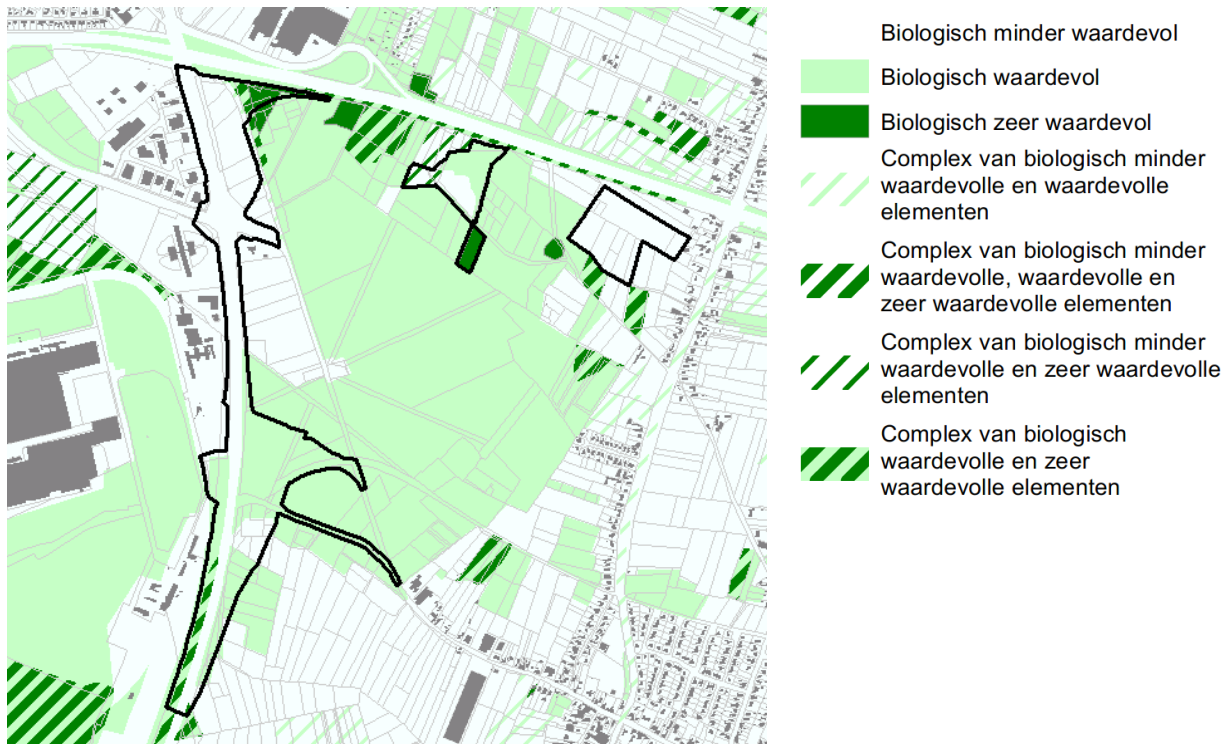 Biologisch minder waardevol
Biologisch waardevol
Biologisch zeer waardevol
Complex van biologisch minder
waardevolle en waardevolle
elementen
Complex van biologisch minder
waardevolle, waardevolle en
zeer waardevolle elementen
Complex van biologisch minder
waardevolle en zeer waardevolle
elementen
Complex van biologisch
waardevolle en zeer
waardevolle elementen